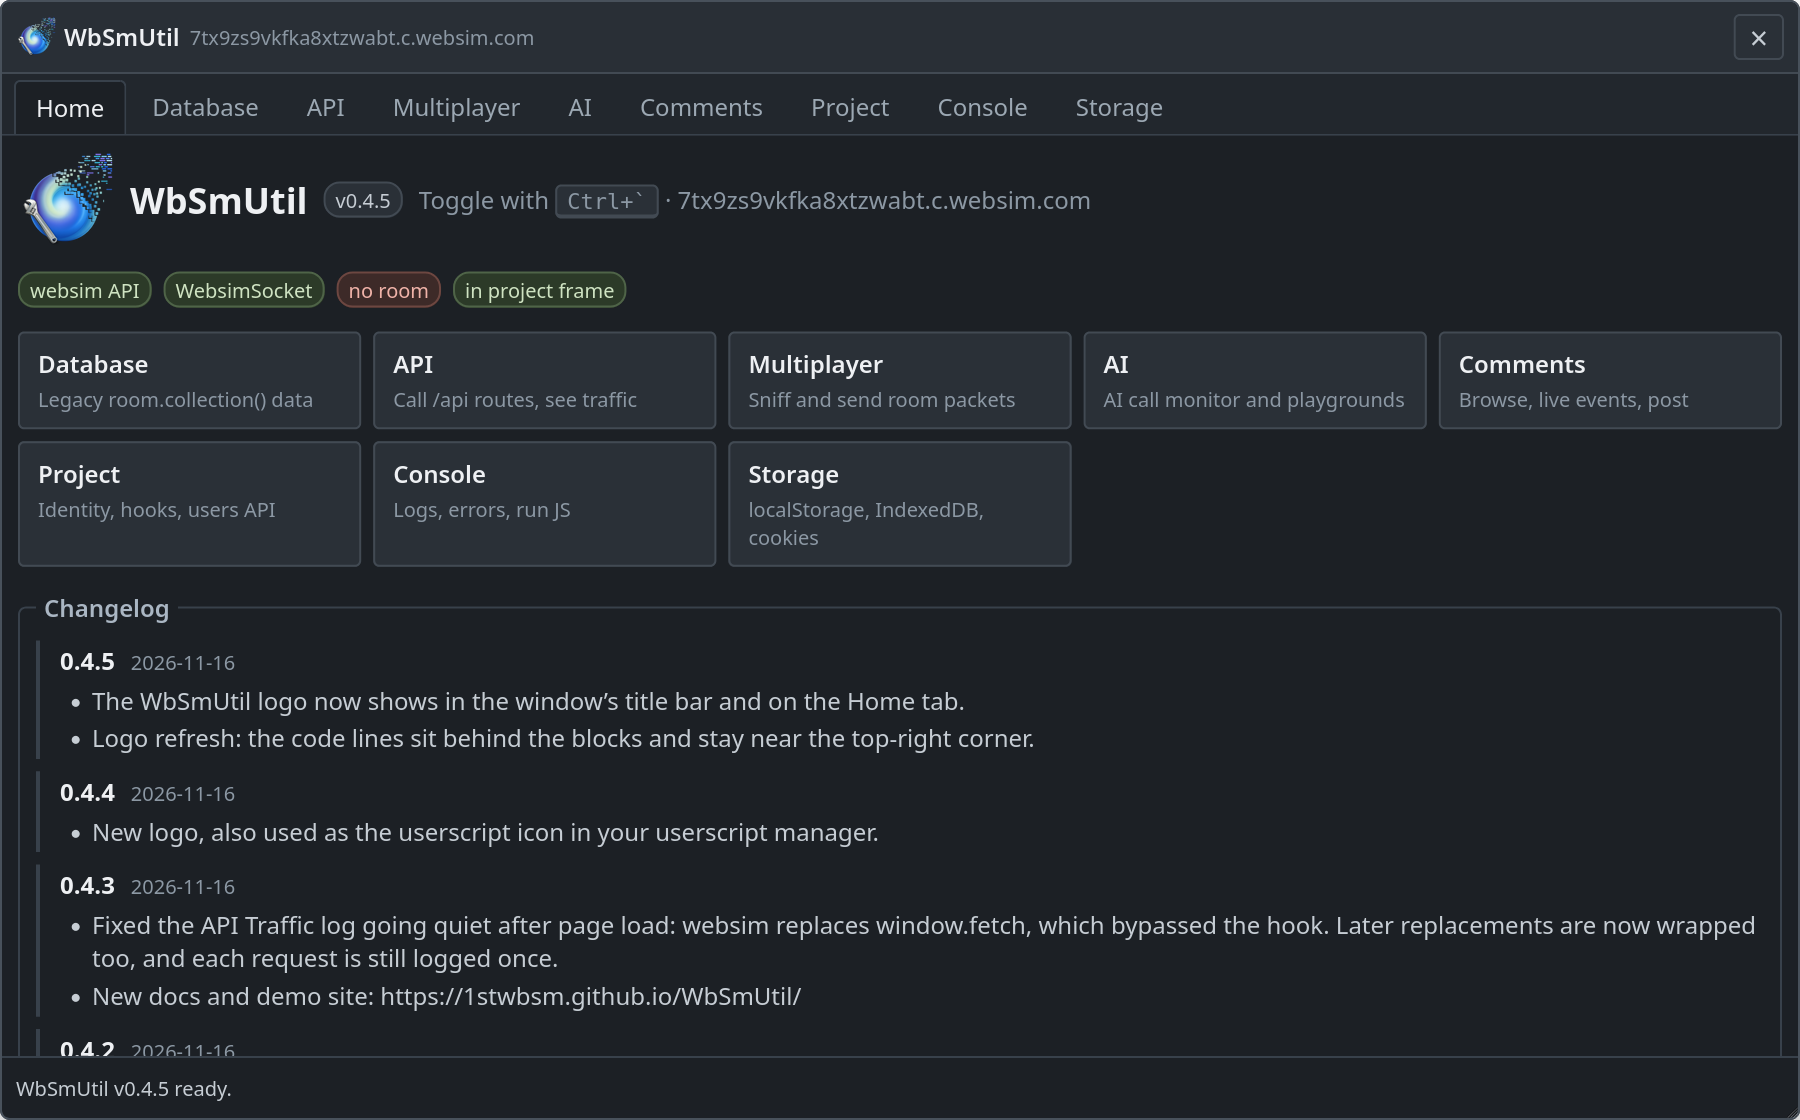 WbSmUtil 7tx9zs9vkfka8xtzwabt.c.websim.com ×
Home Database API Multiplayer AI Comments Project Console Storage
WbSmUtil v0.4.5 Toggle with Ctrl+` · 7tx9zs9vkfka8xtzwabt.c.websim.com
websim API WebsimSocket no room in project frame
Database
Legacy room.collection() data
API
Call /api routes, see traffic
Multiplayer
Sniff and send room packets
AI
AI call monitor and playgrounds
Comments
Browse, live events, post
Project
Identity, hooks, users API
Console
Logs, errors, run JS
Storage
localStorage, IndexedDB,
cookies
Changelog
0.4.5 2026-11-16
• The WbSmUtil logo now shows in the window’s title bar and on the Home tab.
• Logo refresh: the code lines sit behind the blocks and stay near the top-right corner.
0.4.4 2026-11-16
• New logo, also used as the userscript icon in your userscript manager.
0.4.3 2026-11-16
• Fixed the API Traffic log going quiet after page load: websim replaces window.fetch, which bypassed the hook. Later replacements are now wrapped
too, and each request is still logged once.
• New docs and demo site: https://1stwbsm.github.io/WbSmUtil/
0.4.2 2026-11-16
WbSmUtil v0.4.5 ready.